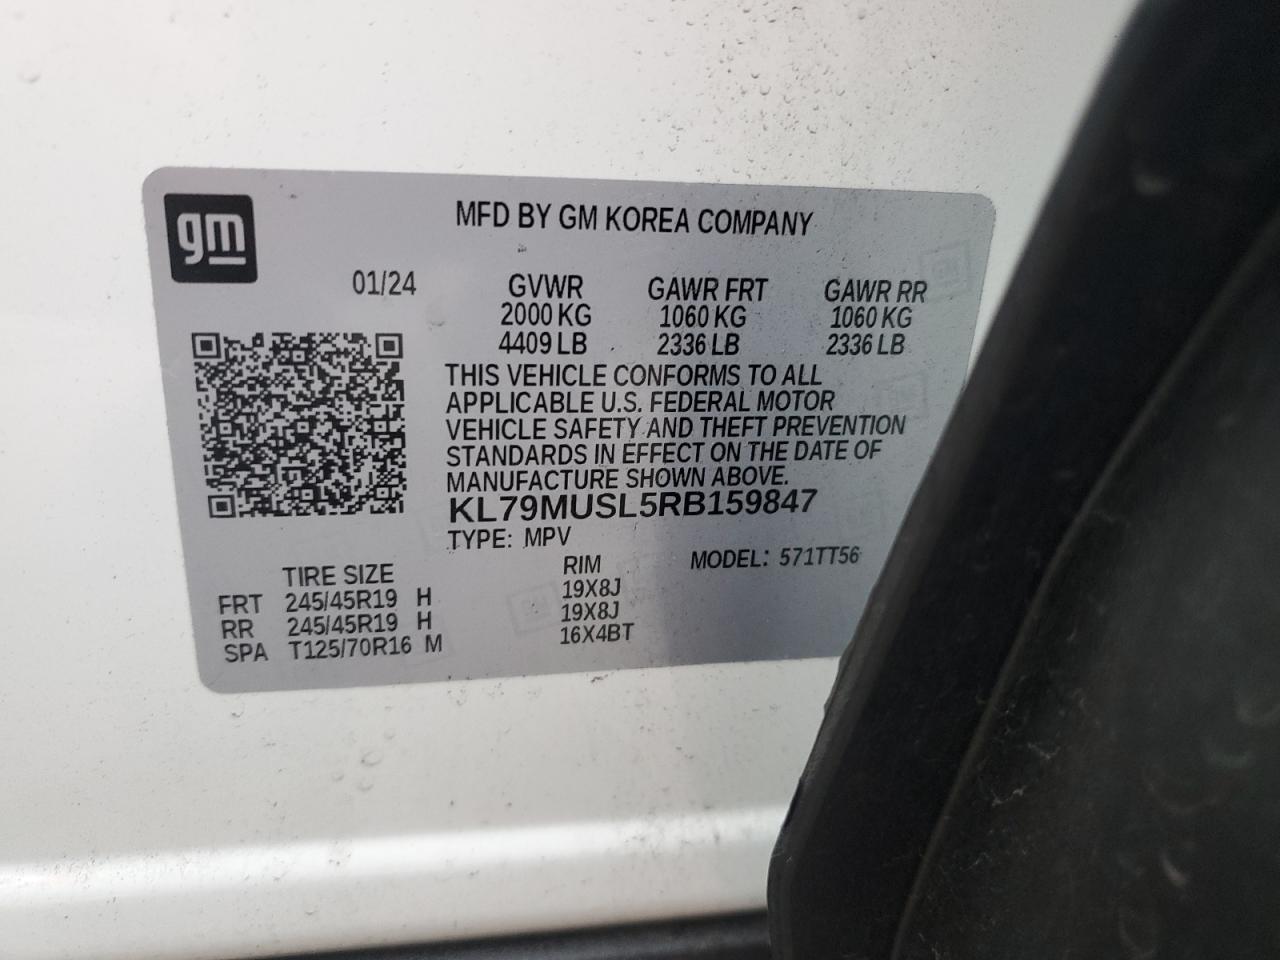 gm
MFD BY GM KOREA COMPANY
01/24 GVWR GAWR FRT GAWR RR
2000 KG 1060 KG 1060 KG
4409 LB 2336 LB 2336 LB
THIS VEHICLE CONFORMS TO ALL
APPLICABLE U.S. FEDERAL MOTOR
VEHICLE SAFETY AND THEFT PREVENTION
STANDARDS IN EFFECT ON THE DATE OF
MANUFACTURE SHOWN ABOVE.
KL79MUSL5RB159847
TYPE: MPV MODEL: 571TT56
TIRE SIZE RIM
FRT 245/45R19 H 19X8J
RR 245/45R19 H 19X8J
SPA T125/70R16 M 16X4BT